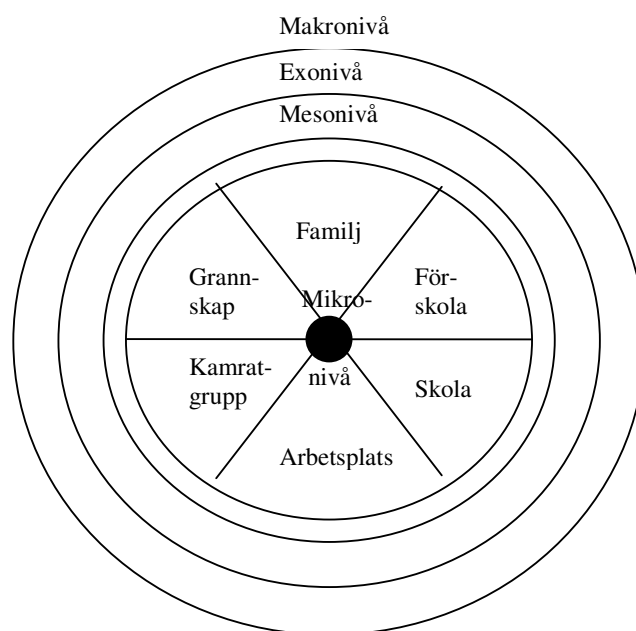 Makronivå
Exonivå
Mesonivå
Familj
Grann-
skap
Mikro-
För-
skola
Kamrat-
grupp
nivå
Skola
Arbetsplats